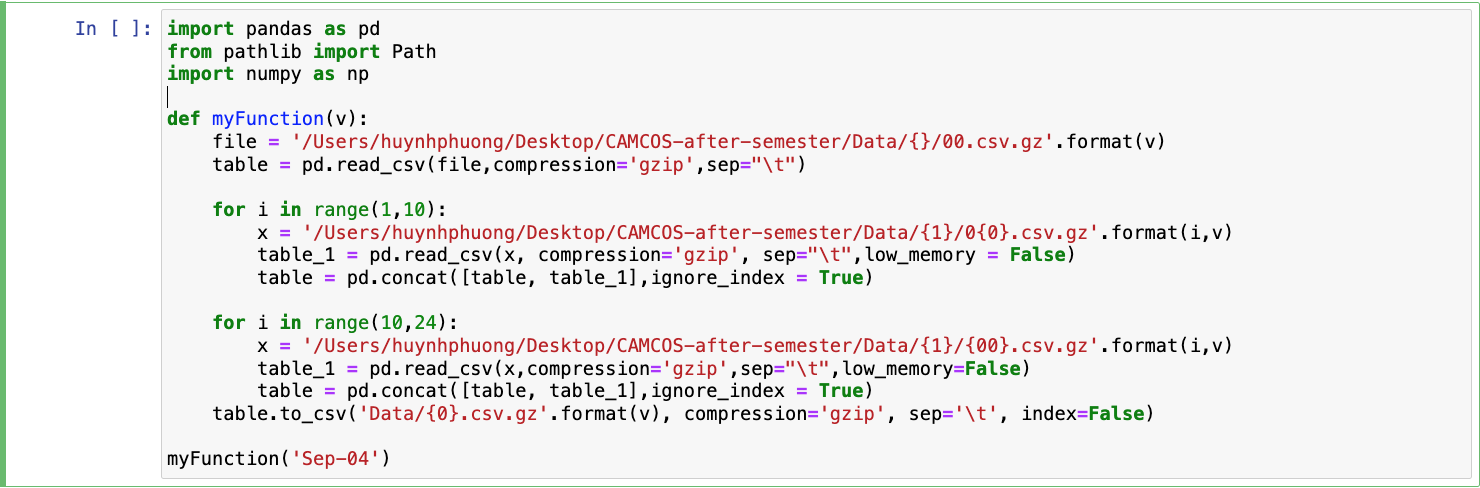 In [ ]: import pandas as pd
from pathlib import Path
import numpy as np

def myFunction(v):
    file = '/Users/huynhphuong/Desktop/CAMCOS-after-semester/Data/{}/00.csv.gz'.format(v)
    table = pd.read_csv(file,compression='gzip',sep="\t")

    for i in range(1,10):
        x = '/Users/huynhphuong/Desktop/CAMCOS-after-semester/Data/{1}/0{0}.csv.gz'.format(i,v)
        table_1 = pd.read_csv(x, compression='gzip', sep="\t",low_memory = False)
        table = pd.concat([table, table_1],ignore_index = True)

    for i in range(10,24):
        x = '/Users/huynhphuong/Desktop/CAMCOS-after-semester/Data/{1}/{00}.csv.gz'.format(i,v)
        table_1 = pd.read_csv(x,compression='gzip',sep="\t",low_memory=False)
        table = pd.concat([table, table_1],ignore_index = True)
    table.to_csv('Data/{0}.csv.gz'.format(v), compression='gzip', sep='\t', index=False)

myFunction('Sep-04')